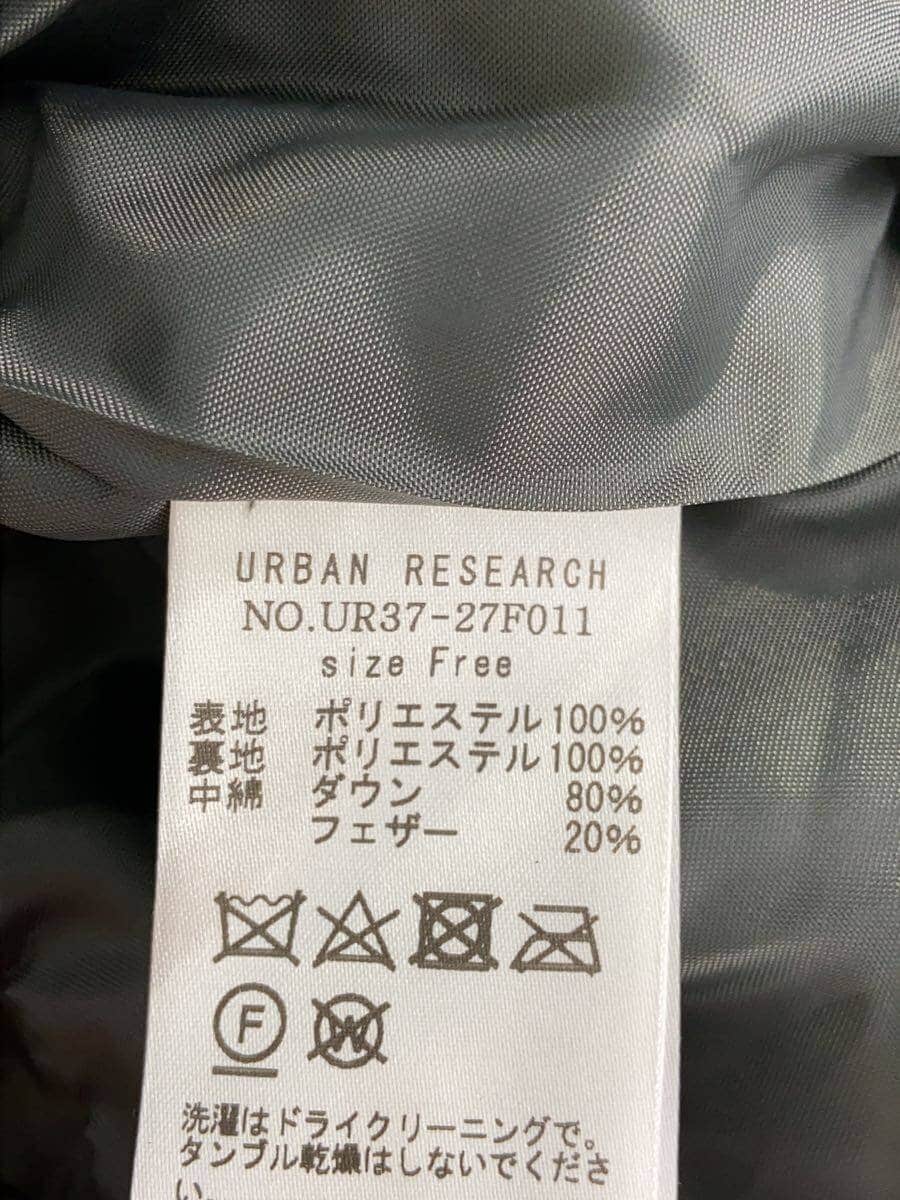 URBAN RESEARCH
NO.UR37-27F011
size Free
表地 ポリエステル100%
裏地 ポリエステル100%
中綿 ダウン 80%
フェザー 20%
F
W
洗濯はドライクリーニングで。
タンブル乾燥はしないでくださ
い。